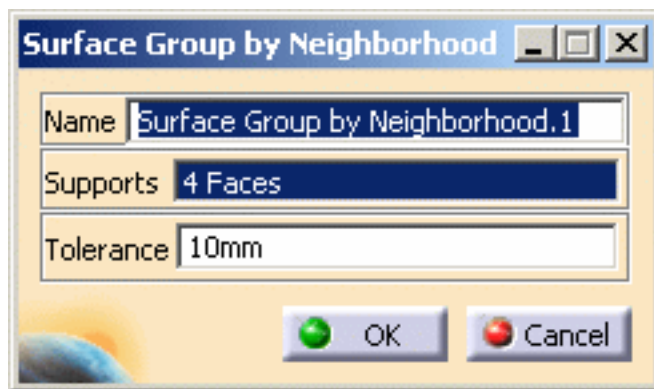 Surface Group by Neighborhood
Name Surface Group by Neighborhood.1
Supports 4 Faces
Tolerance 10mm
OK Cancel